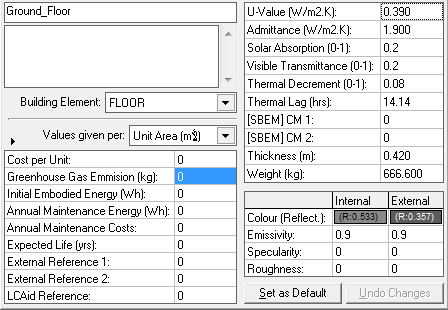 Ground_Floor
Building Element: FLOOR
Values given per: Unit Area (m²)
Cost per Unit: 0
Greenhouse Gas Emmision (kg): 0
Initial Embodied Energy (Wh): 0
Annual Maintenance Energy (Wh): 0
Annual Maintenance Costs: 0
Expected Life (yrs): 0
External Reference 1: 0
External Reference 2: 0
LCAid Reference: 0
U-Value (W/m2.K): 0.390
Admittance (W/m2.K): 1.900
Solar Absorption (0-1): 0.2
Visible Transmittance (0-1): 0.2
Thermal Decrement (0-1): 0.08
Thermal Lag (hrs): 14.14
[SBEM] CM 1: 0
[SBEM] CM 2: 0
Thickness (m): 0.420
Weight (kg): 666.600
Internal External
Colour (Reflect.): (R:0.533) (R:0.357)
Emissivity: 0.9 0.9
Specularity: 0 0
Roughness: 0 0
Set as Default Undo Changes